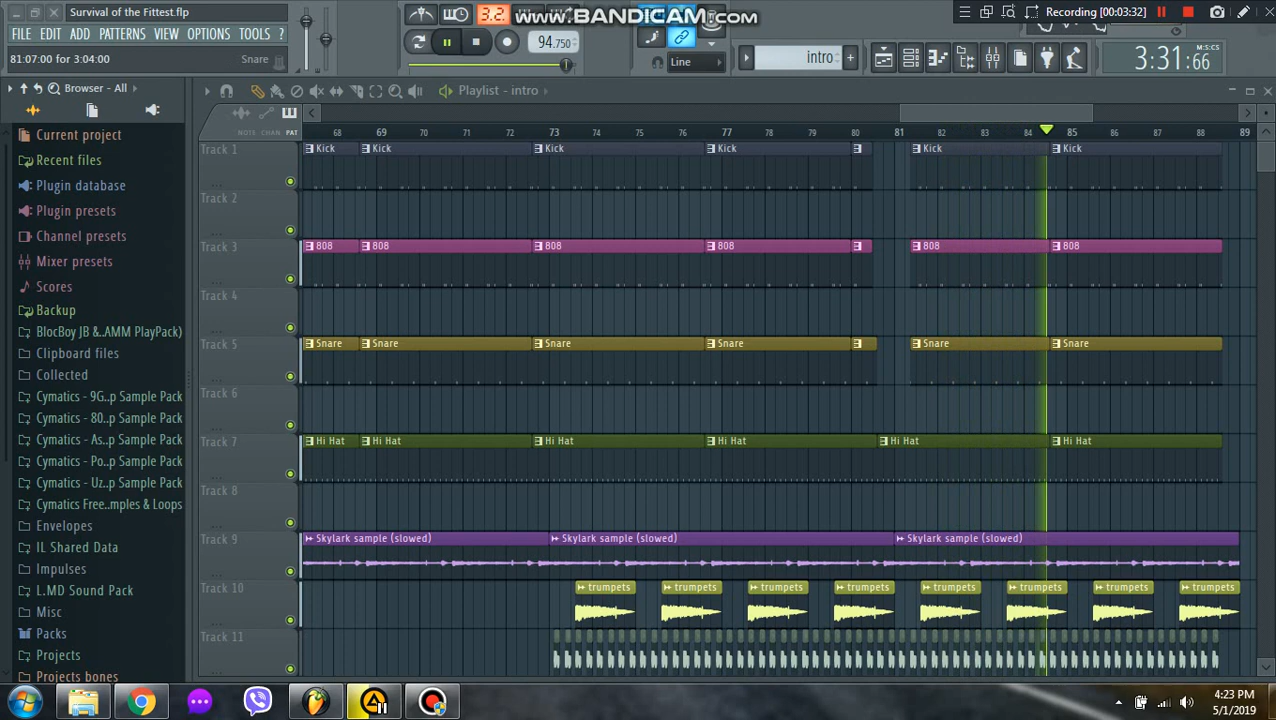 Survival of the Fittest.flp
FILE EDIT ADD PATTERNS VIEW OPTIONS TOOLS ?
81:07:00 for 3:04:00 Snare
3.2.
94.750
www.BANDICAM.com
Line
intro
Recording [00:03:32]
M:S:CS
3:31:66
Browser - All
Playlist - intro
NOTE CHAN PAT
68 69 70 71 72 73 74 75 76 77 78 79 80 81 82 83 84 85 86 87 88 89
Current project
Recent files
Plugin database
Plugin presets
Channel presets
Mixer presets
Scores
Backup
BlocBoy JB &..AMM PlayPack)
Clipboard files
Collected
Cymatics - 9G..p Sample Pack
Cymatics - 80..p Sample Pack
Cymatics - As..p Sample Pack
Cymatics - Po..p Sample Pack
Cymatics - Uz..p Sample Pack
Cymatics Free..mples & Loops
Envelopes
IL Shared Data
Impulses
L.MD Sound Pack
Misc
Packs
Projects
Projects bones
Track 1
Kick Kick Kick Kick Kick Kick
Track 2
Track 3
808 808 808 808 808 808
Track 4
Track 5
Snare Snare Snare Snare Snare Snare
Track 6
Track 7
Hi Hat Hi Hat Hi Hat Hi Hat Hi Hat Hi Hat
Track 8
Track 9
Skylark sample (slowed) Skylark sample (slowed) Skylark sample (slowed)
Track 10
trumpets trumpets trumpets trumpets trumpets trumpets trumpets trumpets
Track 11
4:23 PM
5/1/2019